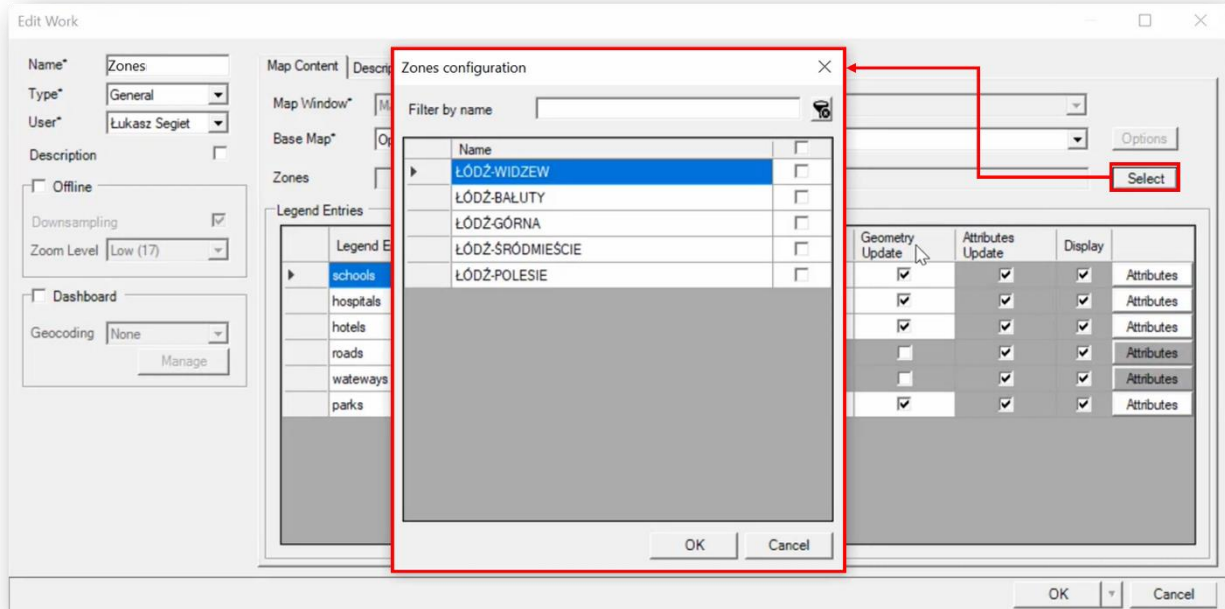 Edit Work
Name* Zones
Type* General
User* Łukasz Segiet
Description
Offline
Downsampling
Zoom Level Low (17)
Dashboard
Geocoding None
Manage
Map Content
Map Window*
Base Map*
Zones
Options
Select
Legend Entries
Geometry Update
Attributes Update
Display
schools Attributes
hospitals Attributes
hotels Attributes
roads Attributes
wateways Attributes
parks Attributes
Zones configuration
Filter by name
Name
ŁÓDŹ-WIDZEW
ŁÓDŹ-BAŁUTY
ŁÓDŹ-GÓRNA
ŁÓDŹ-ŚRÓDMIEŚCIE
ŁÓDŹ-POLESIE
OK Cancel
OK Cancel